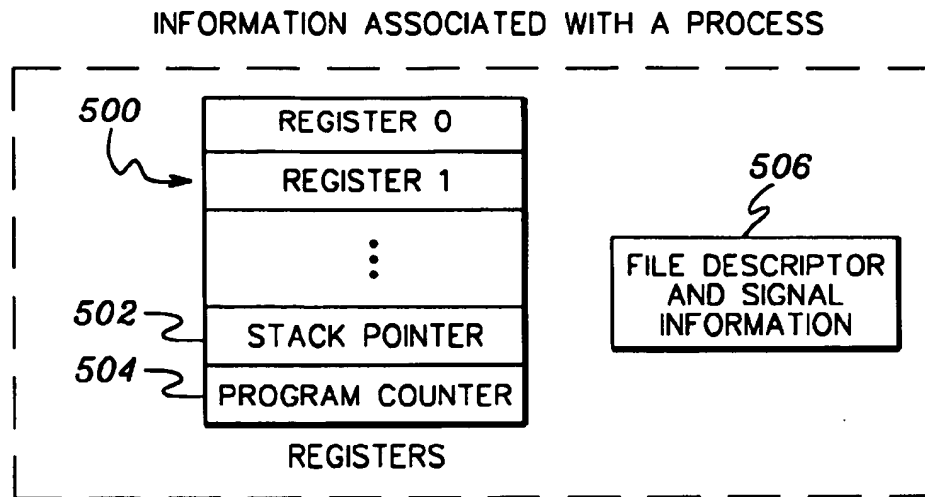 INFORMATION ASSOCIATED WITH A PROCESS
500
REGISTER 0
REGISTER 1
502
STACK POINTER
504
PROGRAM COUNTER
REGISTERS
506
FILE DESCRIPTOR
AND SIGNAL
INFORMATION